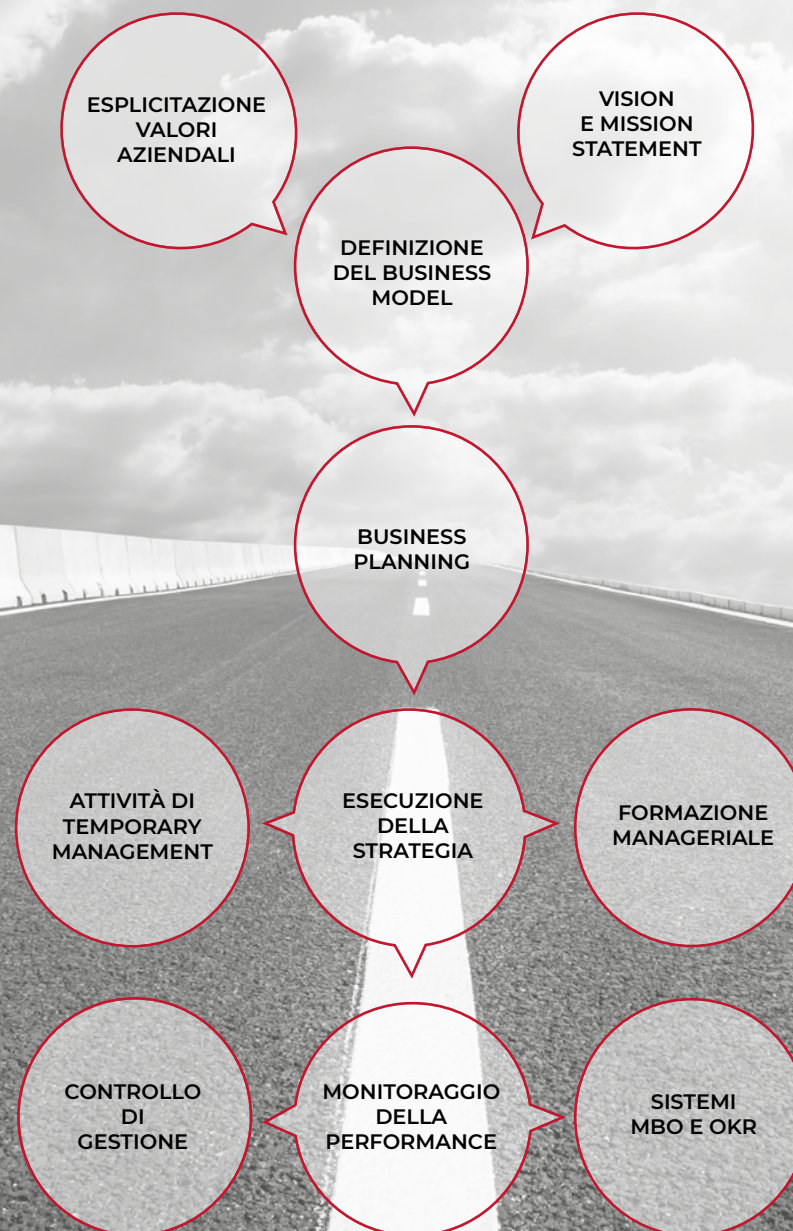 ESPLICITAZIONE
VALORI
AZIENDALI
VISION
E MISSION
STATEMENT
DEFINIZIONE
DEL BUSINESS
MODEL
BUSINESS
PLANNING
ATTIVITÀ DI
TEMPORARY
MANAGEMENT
ESECUZIONE
DELLA
STRATEGIA
FORMAZIONE
MANAGERIALE
CONTROLLO
DI
GESTIONE
MONITORAGGIO
DELLA
PERFORMANCE
SISTEMI
MBO E OKR